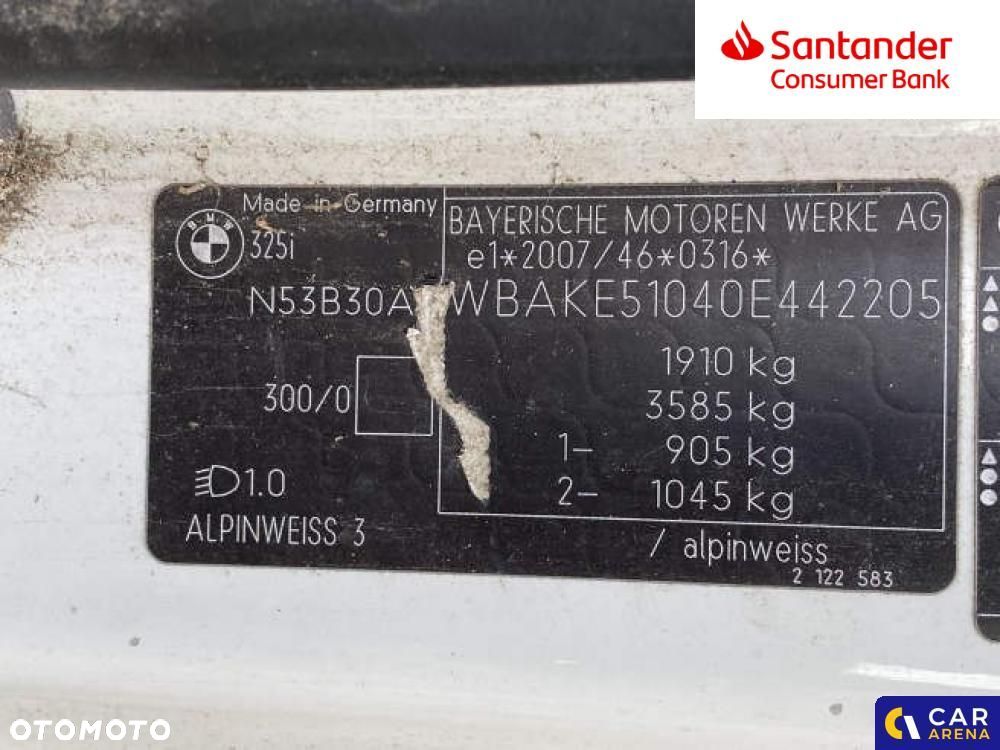 Santander
Consumer Bank
Made in Germany
BMW
325i
BAYERISCHE MOTOREN WERKE AG
e1*2007/46*0316*
N53B30A
WBAKE51040E442205
1910 kg
300/0
3585 kg
1- 905 kg
1.0
2- 1045 kg
ALPINWEISS 3
/ alpinweiss
2 122 583
OTOMOTO
CAR
ARENA